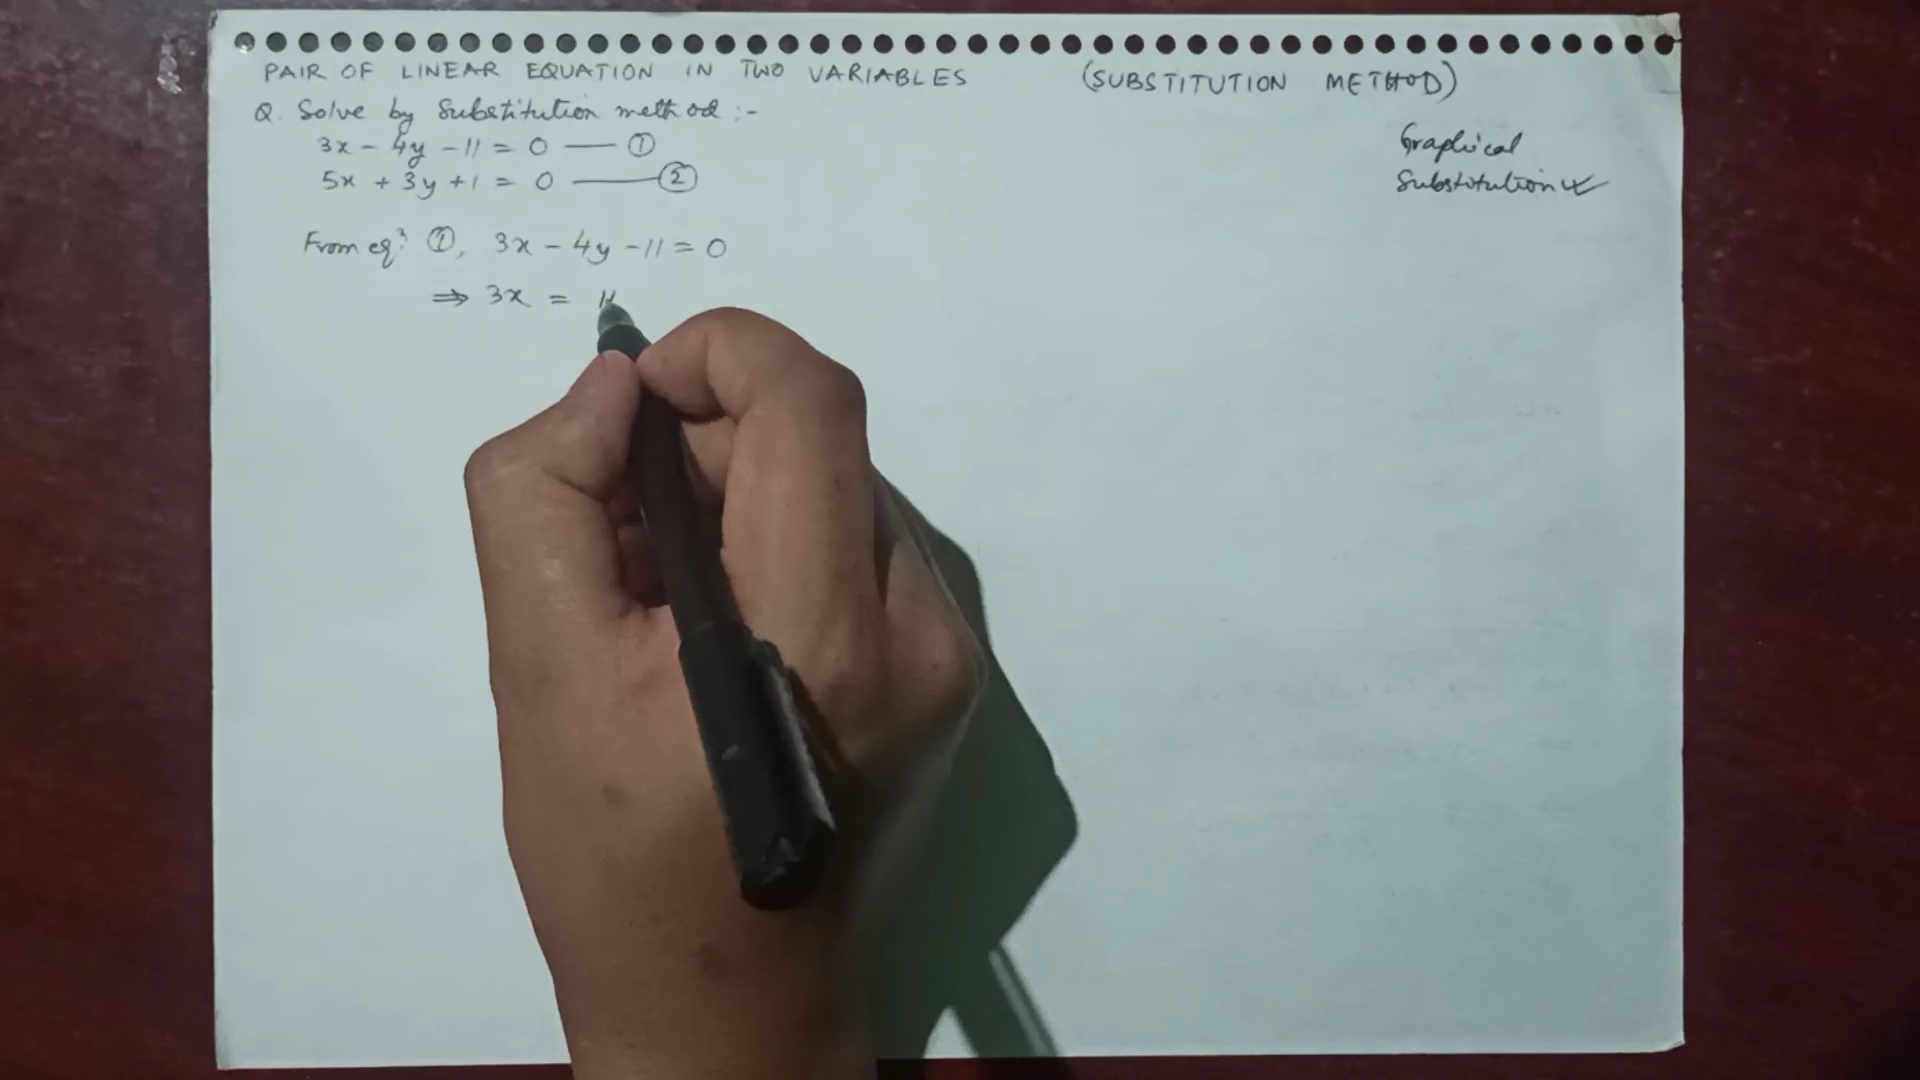 PAIR OF LINEAR EQUATION IN TWO VARIABLES (SUBSTITUTION METHOD)
Q. Solve by Substitution method :-
3x - 4y - 11 = 0 — ①
5x + 3y + 1 = 0 — ②
Graphical
Substitution
From eqⁿ ①, 3x - 4y - 11 = 0
⇒ 3x = 11